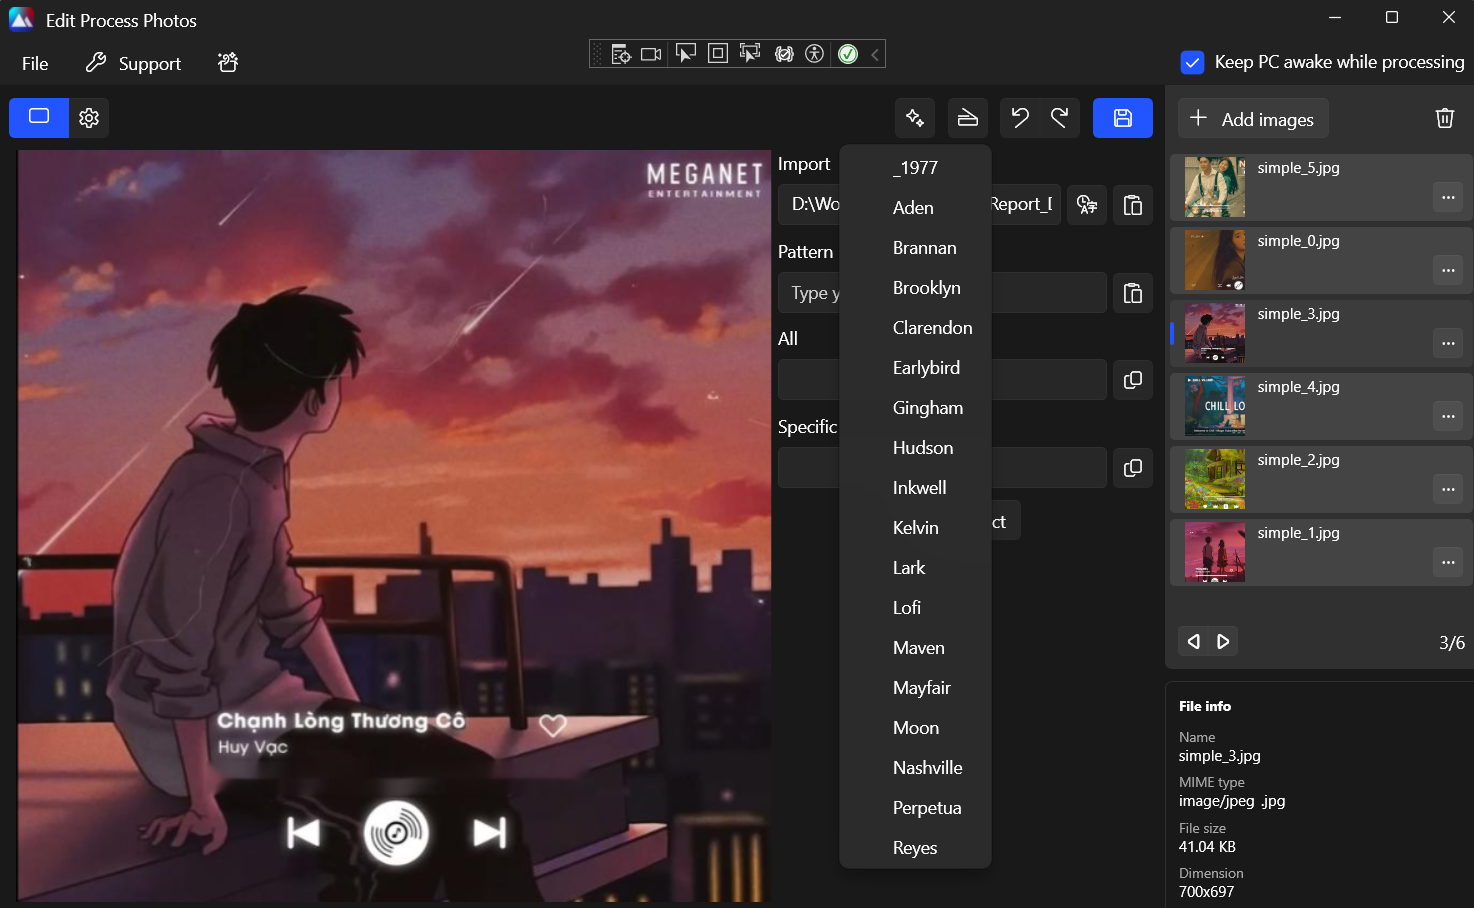 Edit Process Photos
File
Support
Keep PC awake while processing
Add images
MEGANET
ENTERTAINMENT
Chạnh Lòng Thương Cô
Huy Vạc
Import
D:\Wo
Report_D
Pattern
Type y
All
Specific
ct
_1977
Aden
Brannan
Brooklyn
Clarendon
Earlybird
Gingham
Hudson
Inkwell
Kelvin
Lark
Lofi
Maven
Mayfair
Moon
Nashville
Perpetua
Reyes
simple_5.jpg
simple_0.jpg
simple_3.jpg
simple_4.jpg
CHILL LO
simple_2.jpg
simple_1.jpg
3/6
File info
Name
simple_3.jpg
MIME type
image/jpeg .jpg
File size
41.04 KB
Dimension
700x697